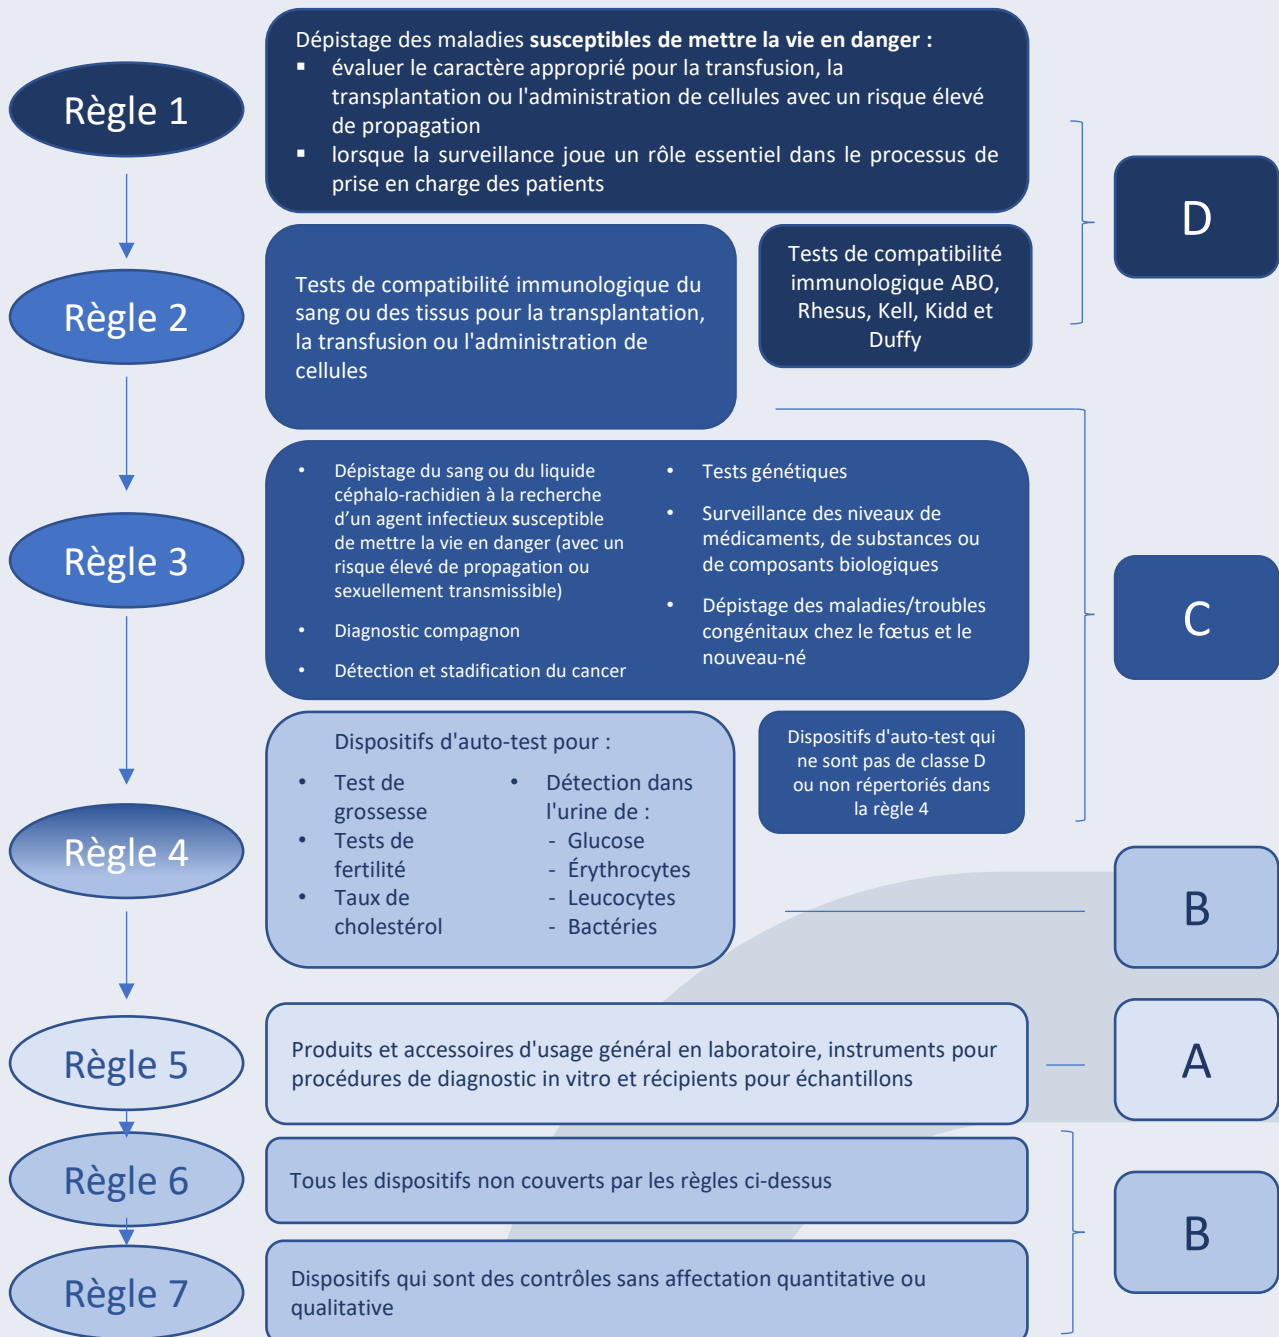 Règle 1
Dépistage des maladies susceptibles de mettre la vie en danger :
▪ évaluer le caractère approprié pour la transfusion, la
transplantation ou l'administration de cellules avec un risque élevé
de propagation
▪ lorsque la surveillance joue un rôle essentiel dans le processus de
prise en charge des patients
D
Règle 2
Tests de compatibilité immunologique du
sang ou des tissus pour la transplantation,
la transfusion ou l'administration de
cellules
Tests de compatibilité
immunologique ABO,
Rhesus, Kell, Kidd et
Duffy
Règle 3
• Dépistage du sang ou du liquide
céphalo-rachidien à la recherche
d’un agent infectieux susceptible
de mettre la vie en danger (avec un
risque élevé de propagation ou
sexuellement transmissible)
• Diagnostic compagnon
• Détection et stadification du cancer
• Tests génétiques
• Surveillance des niveaux de
médicaments, de substances ou
de composants biologiques
• Dépistage des maladies/troubles
congénitaux chez le fœtus et le
nouveau-né
C
Règle 4
Dispositifs d'auto-test pour :
• Test de
grossesse
• Tests de
fertilité
• Taux de
cholestérol
• Détection dans
l'urine de :
- Glucose
- Érythrocytes
- Leucocytes
- Bactéries
Dispositifs d'auto-test qui
ne sont pas de classe D
ou non répertoriés dans
la règle 4
B
Règle 5
Produits et accessoires d'usage général en laboratoire, instruments pour
procédures de diagnostic in vitro et récipients pour échantillons
A
Règle 6
Tous les dispositifs non couverts par les règles ci-dessus
B
Règle 7
Dispositifs qui sont des contrôles sans affectation quantitative ou
qualitative